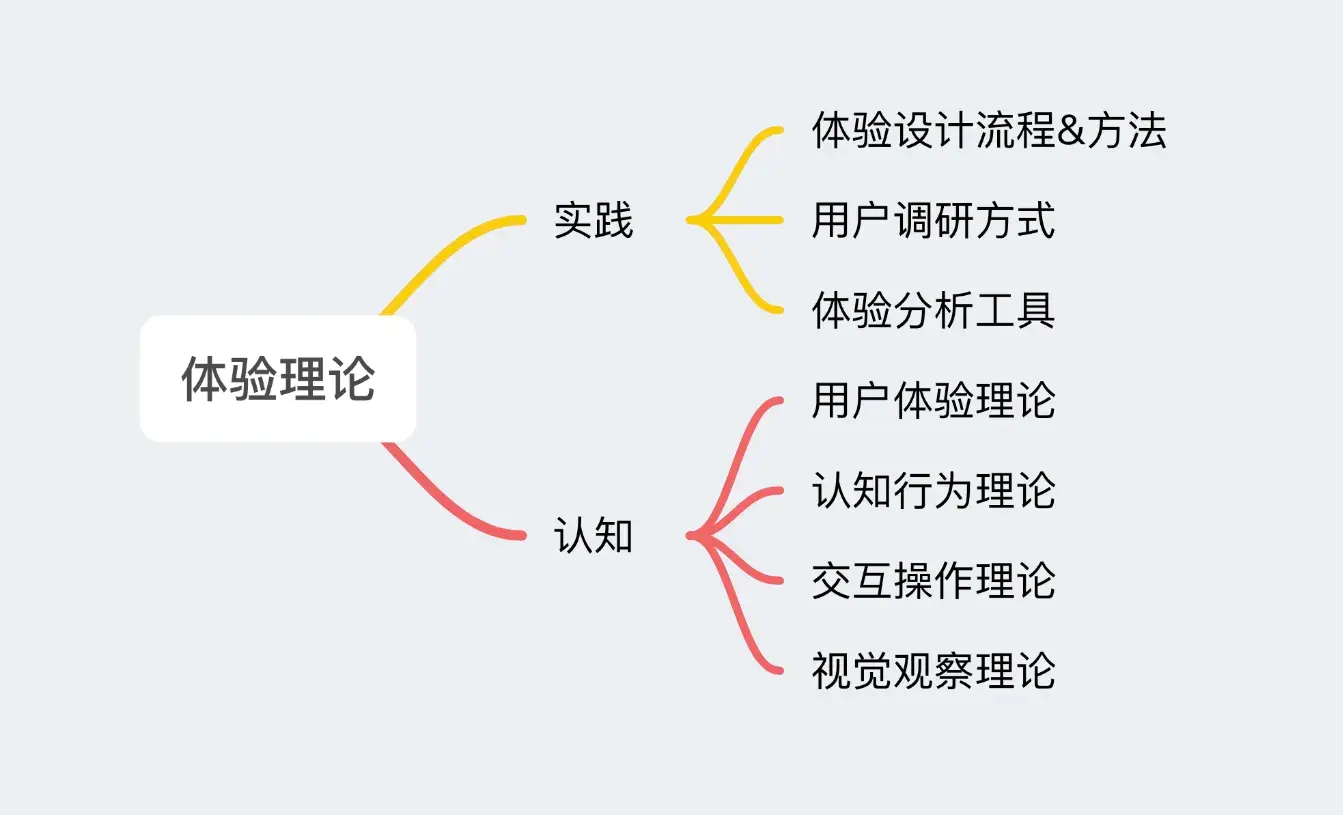 体验理论
实践
体验设计流程&方法
用户调研方式
体验分析工具
认知
用户体验理论
认知行为理论
交互操作理论
视觉观察理论